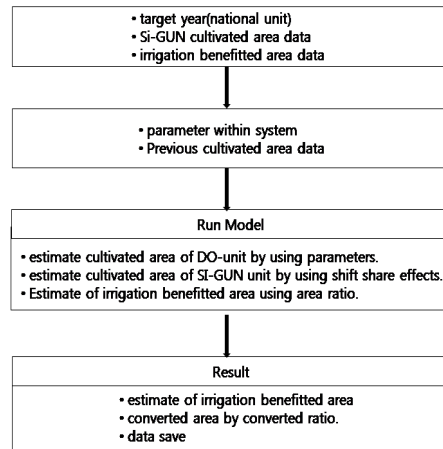 • target year(national unit)
• Si-GUN cultivated area data
• irrigation benefitted area data
• parameter within system
• Previous cultivated area data
Run Model
• estimate cultivated area of DO-unit by using parameters.
• estimate cultivated area of SI-GUN unit by using shift share effects.
• Estimate of irrigation benefitted area using area ratio.
Result
• estimate of irrigation benefitted area
• converted area by converted ratio.
• data save